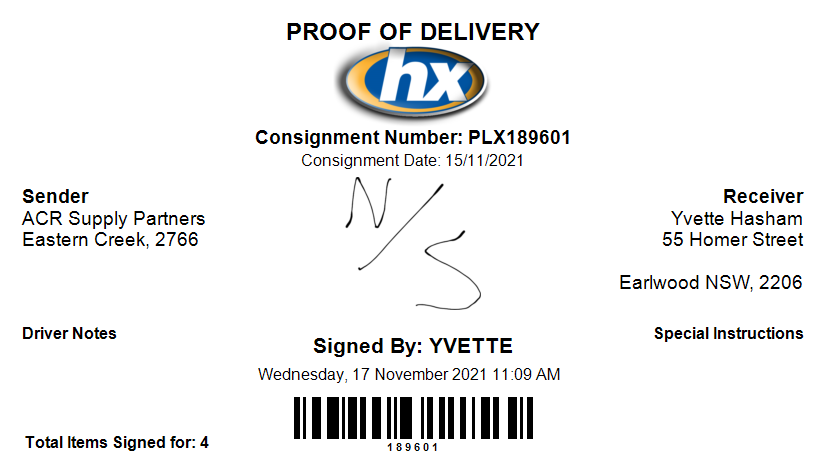 PROOF OF DELIVERY
hx
Consignment Number: PLX189601
Consignment Date: 15/11/2021
Sender
ACR Supply Partners
Eastern Creek, 2766
N/S
Receiver
Yvette Hasham
55 Homer Street
Earlwood NSW, 2206
Driver Notes
Special Instructions
Signed By: YVETTE
Wednesday, 17 November 2021 11:09 AM
189601
Total Items Signed for: 4